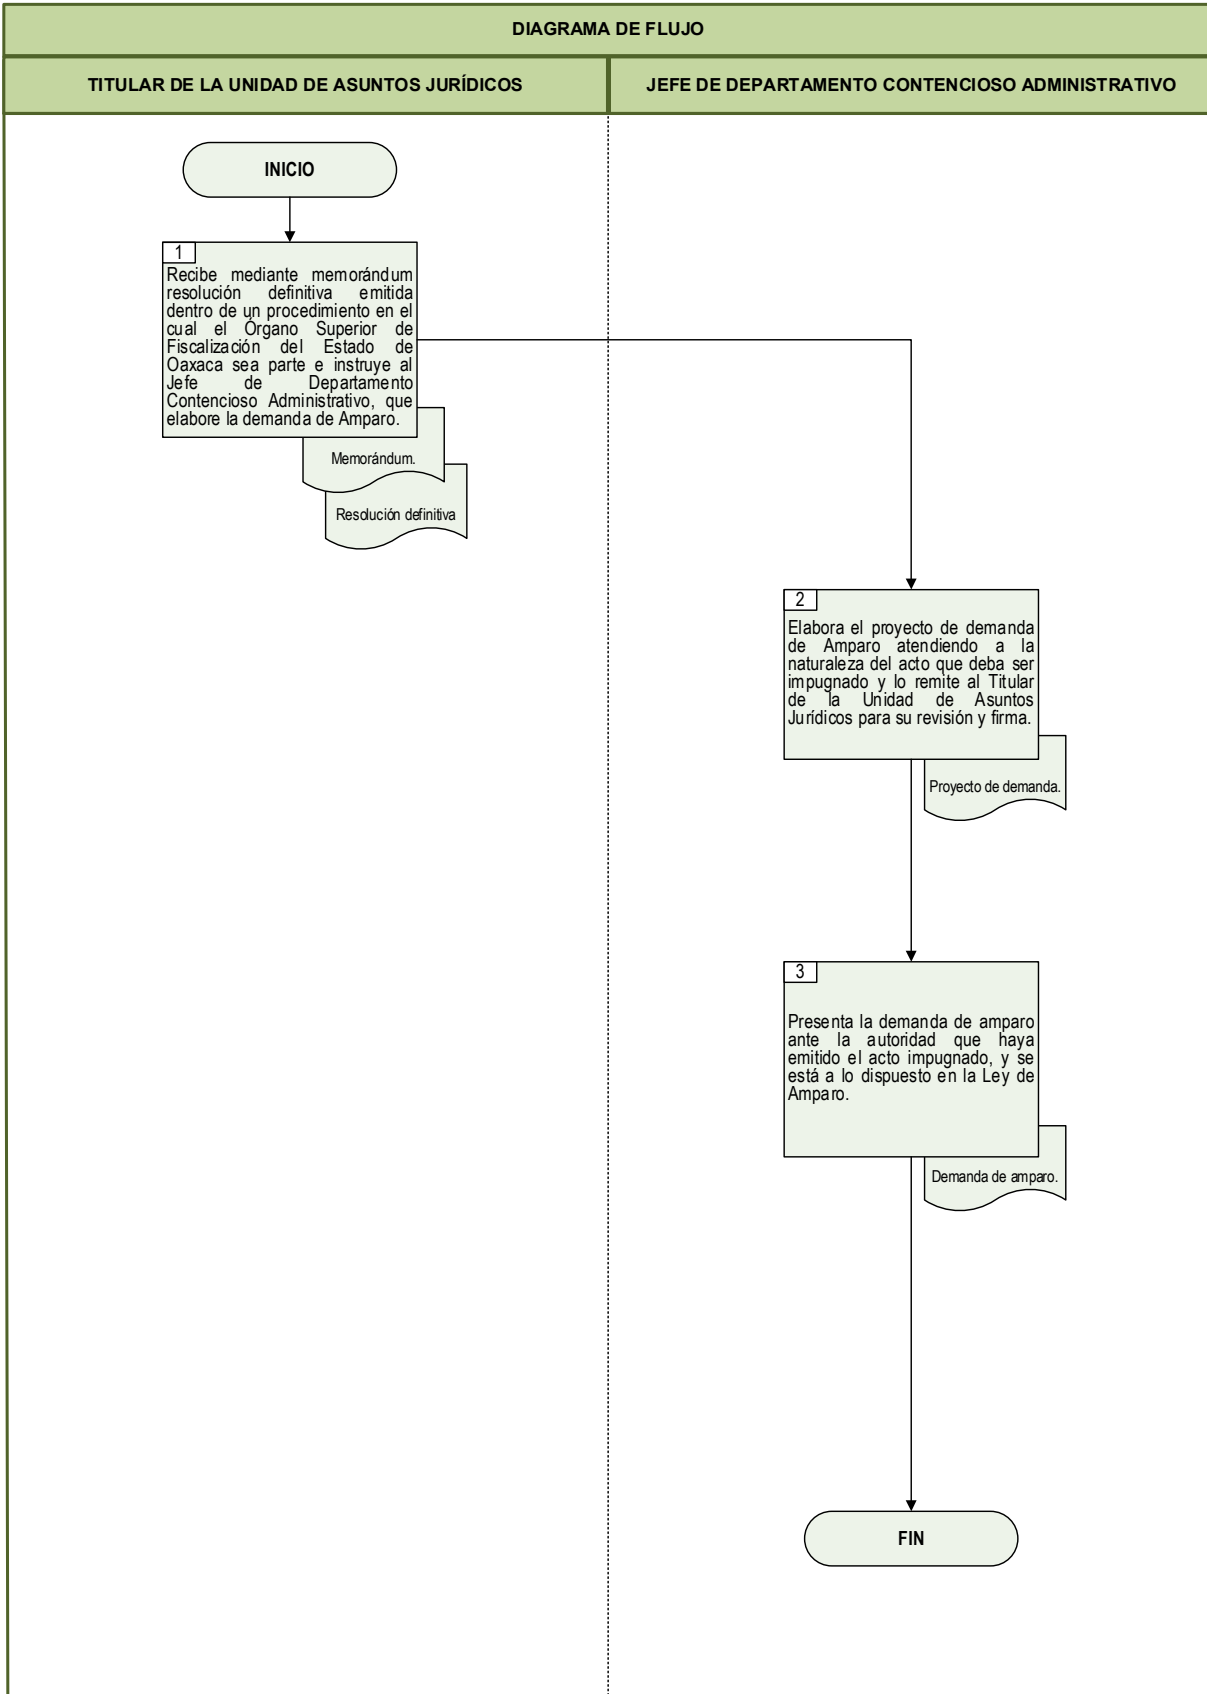 DIAGRAMA DE FLUJO
TITULAR DE LA UNIDAD DE ASUNTOS JURÍDICOS
JEFE DE DEPARTAMENTO CONTENCIOSO ADMINISTRATIVO
INICIO
1
Recibe mediante memorándum
resolución definitiva emitida
dentro de un procedimiento en el
cual el Órgano Superior de
Fiscalización del Estado de
Oaxaca sea parte e instruye al
Jefe de Departamento
Contencioso Administrativo, que
elabore la demanda de Amparo.
Memorándum.
Resolución definitiva
2
Elabora el proyecto de demanda
de Amparo atendiendo a la
naturaleza del acto que deba ser
impugnado y lo remite al Titular
de la Unidad de Asuntos
Jurídicos para su revisión y firma.
Proyecto de demanda.
3
Presenta la demanda de amparo
ante la autoridad que haya
emitido el acto impugnado, y se
está a lo dispuesto en la Ley de
Amparo.
Demanda de amparo.
FIN